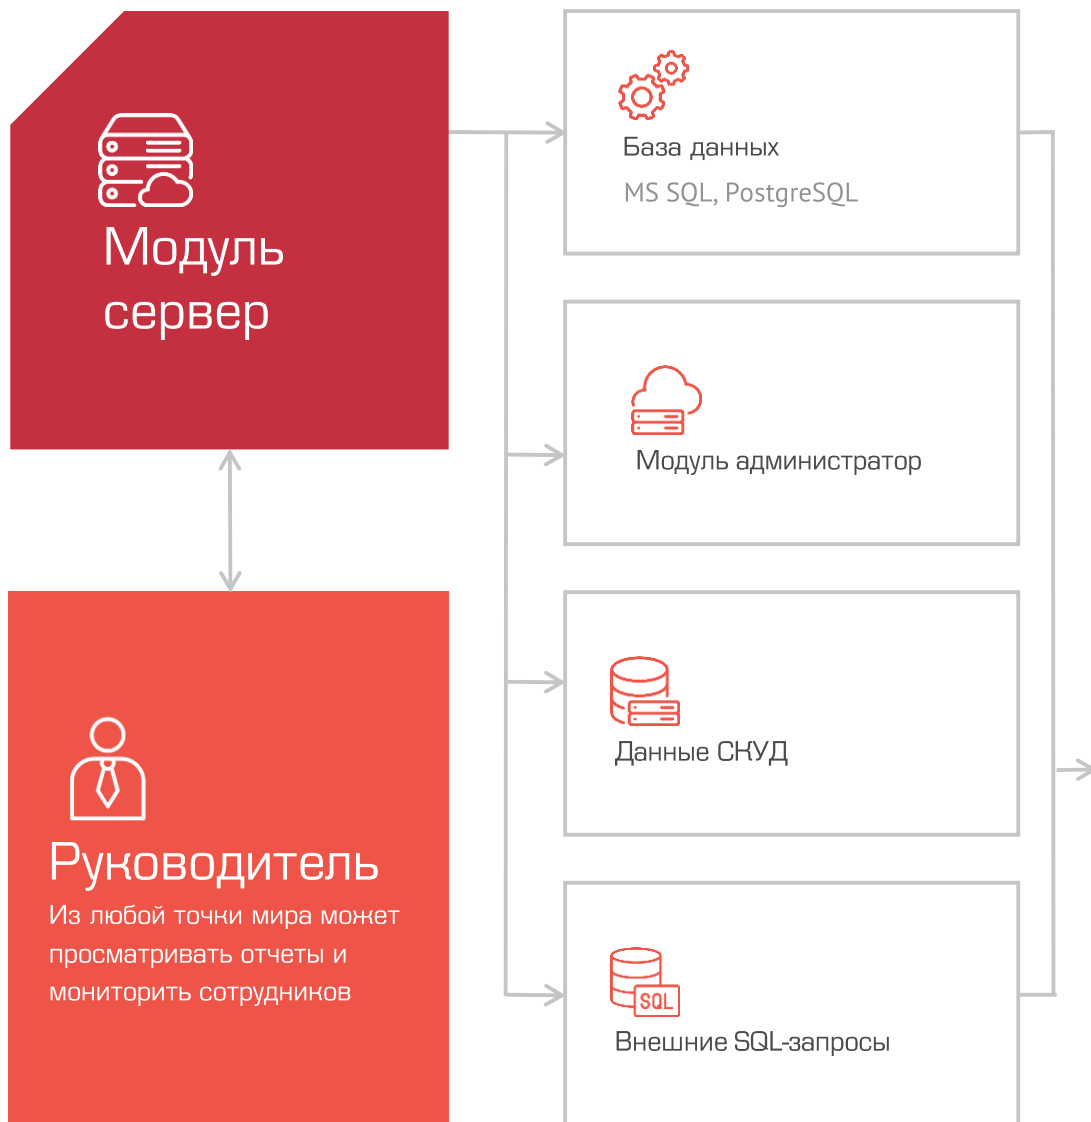 Модуль
сервер
База данных
MS SQL, PostgreSQL
Модуль администратор
Данные СКУД
Руководитель
Из любой точки мира может
просматривать отчеты и
мониторить сотрудников
SQL
Внешние SQL-запросы